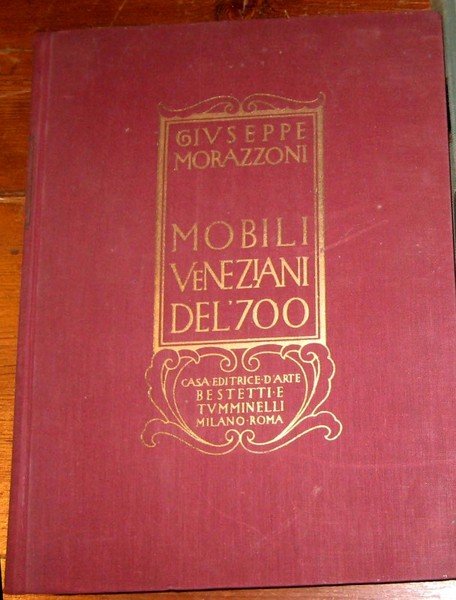 GIVSEPPE
MORAZZONI
MOBILI
VENEZIANI
DEL'700
CASA EDITRICE·D'ARTE
BESTETTI·E
TVMMINELLI
MILANO·ROMA